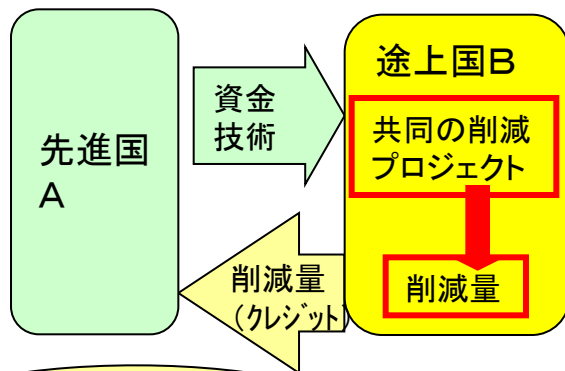 先進国
A
資金
技術
途上国B
共同の削減
プロジェクト
削減量
削減量
（クレジット）